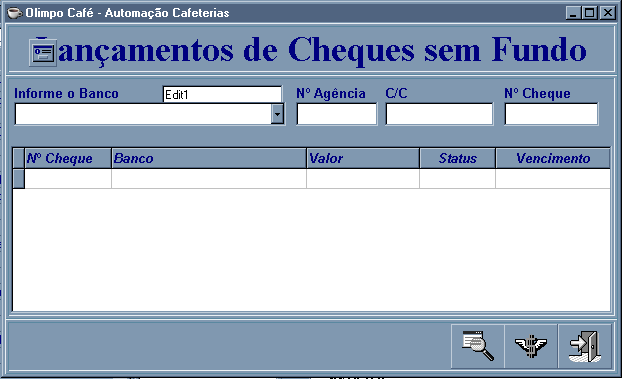 Olimpo Café - Automação Cafeterias
ançamentos de Cheques sem Fundo
Informe o Banco Edit1 Nº Agência C/C Nº Cheque
Nº Cheque Banco Valor Status Vencimento